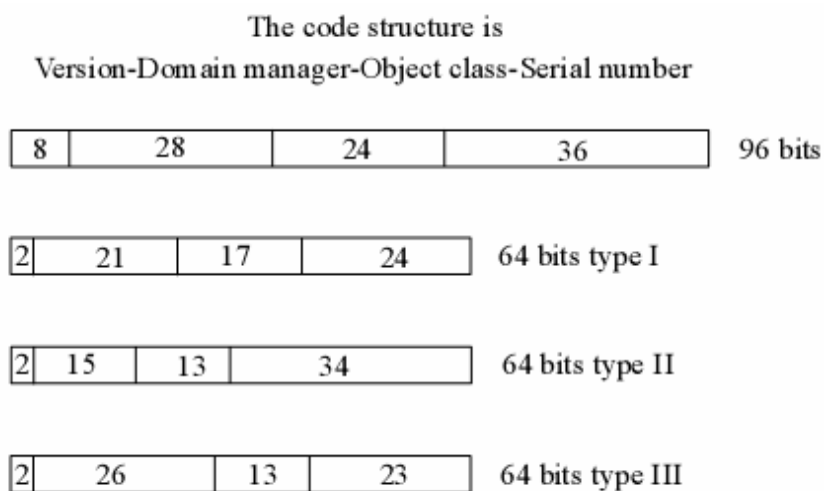 The code structure is
Version-Domain manager-Object class-Serial number
8 28 24 36 96 bits
2 21 17 24 64 bits type I
2 15 13 34 64 bits type II
2 26 13 23 64 bits type III